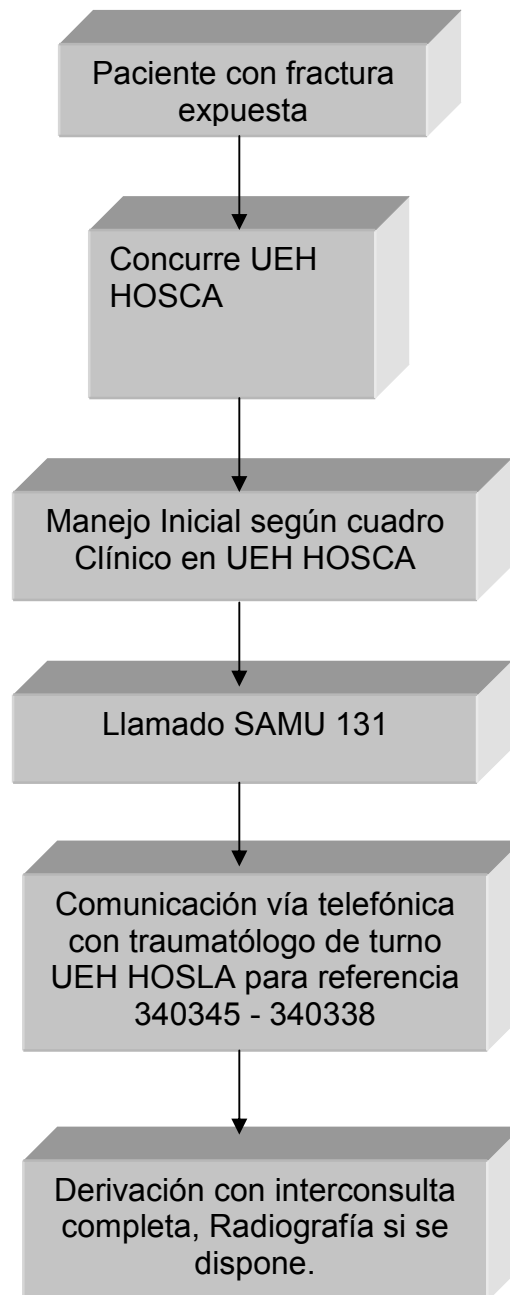 Paciente con fractura
expuesta
Concurre UEH
HOSCA
Manejo Inicial según cuadro
Clínico en UEH HOSCA
Llamado SAMU 131
Comunicación vía telefónica
con traumatólogo de turno
UEH HOSLA para referencia
340345 - 340338
Derivación con interconsulta
completa, Radiografía si se
dispone.